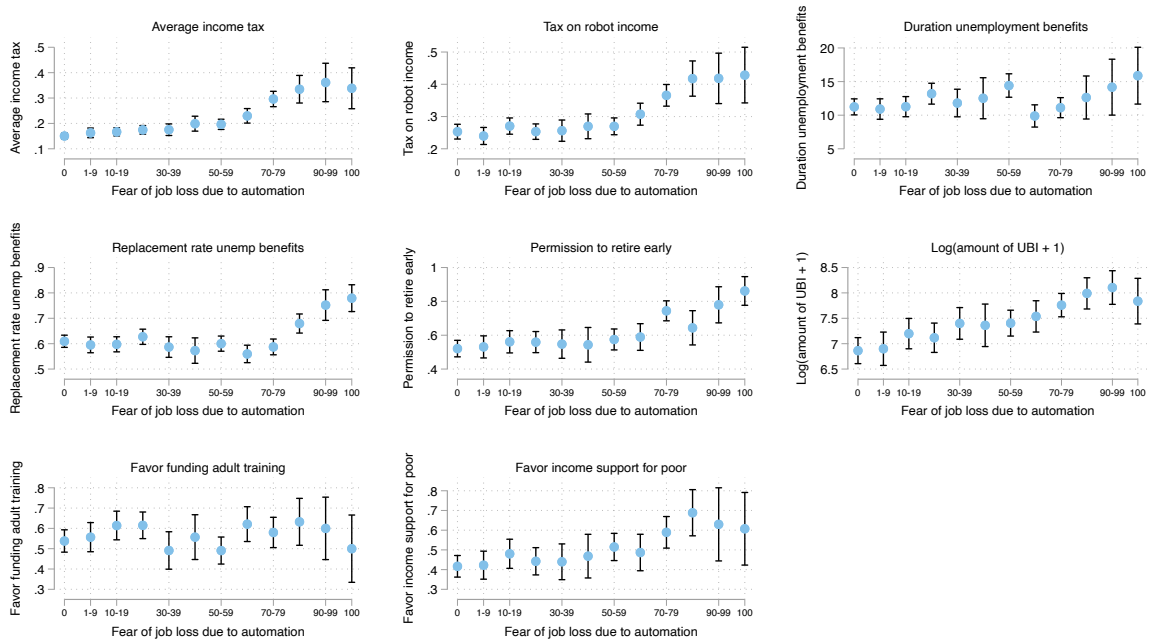 Average income tax
Average income tax
.5
.4
.3
.2
.1
0 1-9 10-19 30-39 50-59 70-79 90-99 100
Fear of job loss due to automation
Tax on robot income
Tax on robot income
.5
.4
.3
.2
0 1-9 10-19 30-39 50-59 70-79 90-99 100
Fear of job loss due to automation
Duration unemployment benefits
Duration unemployment benefits
20
15
10
5
0 1-9 10-19 30-39 50-59 70-79 90-99 100
Fear of job loss due to automation
Replacement rate unemp benefits
Replacement rate unemp benefits
.9
.8
.7
.6
.5
0 1-9 10-19 30-39 50-59 70-79 90-99 100
Fear of job loss due to automation
Permission to retire early
Permission to retire early
1
.8
.6
.4
0 1-9 10-19 30-39 50-59 70-79 90-99 100
Fear of job loss due to automation
Log(amount of UBI + 1)
Log(amount of UBI + 1)
8.5
8
7.5
7
6.5
0 1-9 10-19 30-39 50-59 70-79 90-99 100
Fear of job loss due to automation
Favor funding adult training
Favor funding adult training
.8
.7
.6
.5
.4
.3
0 1-9 10-19 30-39 50-59 70-79 90-99 100
Fear of job loss due to automation
Favor income support for poor
Favor income support for poor
.8
.7
.6
.5
.4
.3
0 1-9 10-19 30-39 50-59 70-79 90-99 100
Fear of job loss due to automation